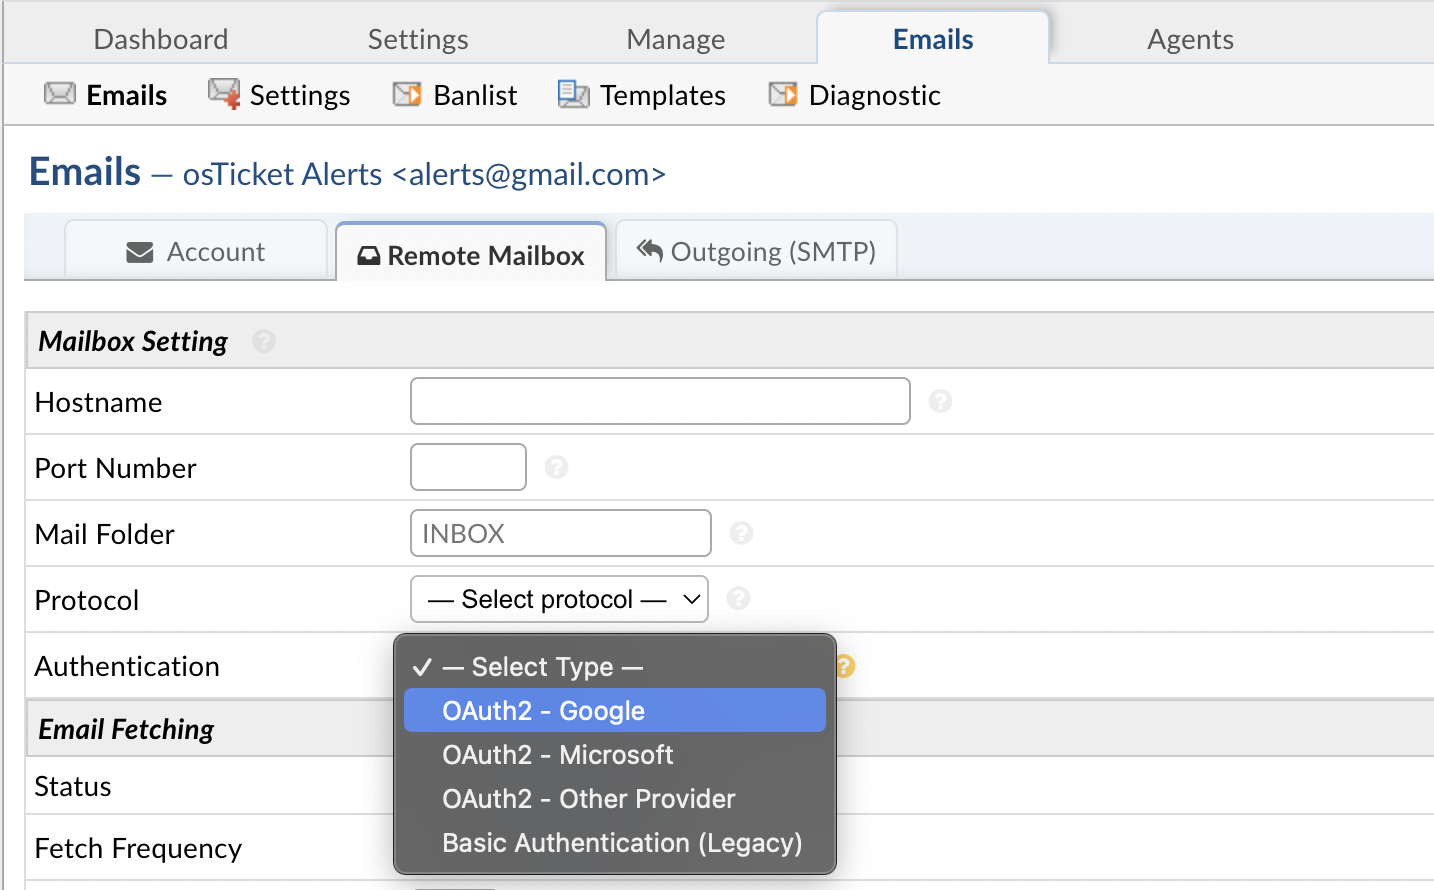 Dashboard Settings Manage Emails Agents
Emails Settings Banlist Templates Diagnostic
Emails — osTicket Alerts <alerts@gmail.com>
Account Remote Mailbox Outgoing (SMTP)
Mailbox Setting ?
Hostname ?
Port Number ?
Mail Folder INBOX ?
Protocol — Select protocol — ?
Authentication ✓ — Select Type — ?
OAuth2 - Google
Email Fetching
OAuth2 - Microsoft
Status OAuth2 - Other Provider
Fetch Frequency Basic Authentication (Legacy)